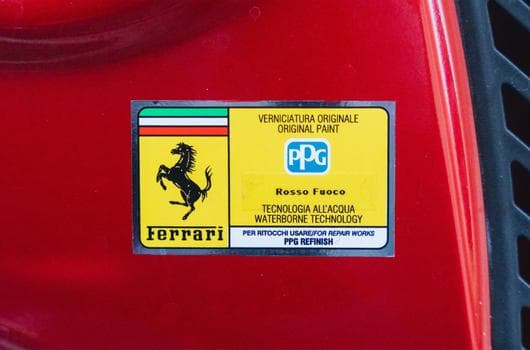 VERNICIATURA ORIGINALE
ORIGINAL PAINT
PPG
Rosso Fuoco
TECNOLOGIA ALL'ACQUA
WATERBORNE TECHNOLOGY
Ferrari
PER RITOCCHI USARE/FOR REPAIR WORKS
PPG REFINISH